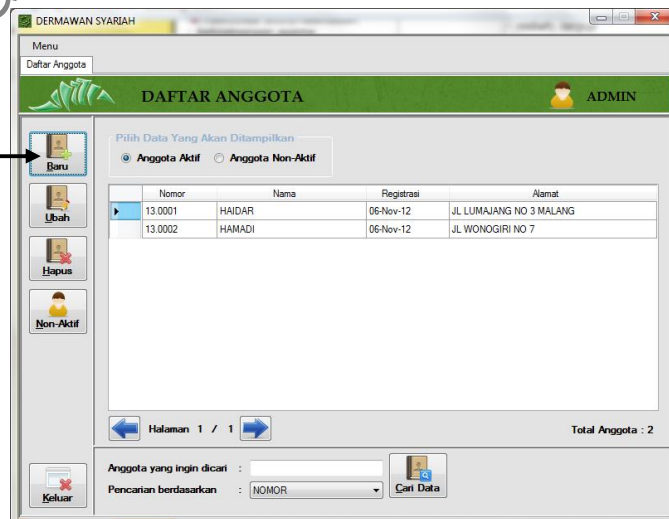 DERMAWAN SYARIAH
Menu
Daftar Anggota
DAFTAR ANGGOTA
ADMIN
Pilih Data Yang Akan Ditampilkan
Anggota Aktif Anggota Non-Aktif
Baru
Ubah
Hapus
Non-Aktif
Nomor Nama Registrasi Alamat
13.0001 HAIDAR 06-Nov-12 JL LUMAJANG NO 3 MALANG
13.0002 HAMADI 06-Nov-12 JL WONOGIRI NO 7
Halaman 1 / 1
Total Anggota : 2
Anggota yang ingin dicari :
Pencarian berdasarkan : NOMOR
Cari Data
Keluar